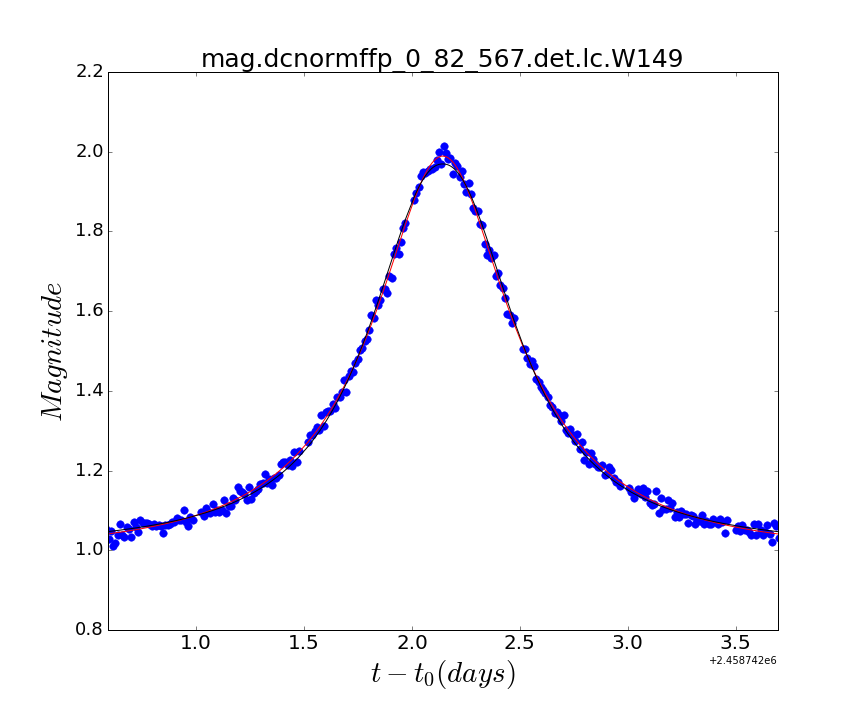 mag.dcnormffp_0_82_567.det.lc.W149
2.2
2.0
1.8
1.6
1.4
1.2
1.0
0.8
Magnitude
1.0 1.5 2.0 2.5 3.0 3.5
+2.458742e6
t − t₀(days)